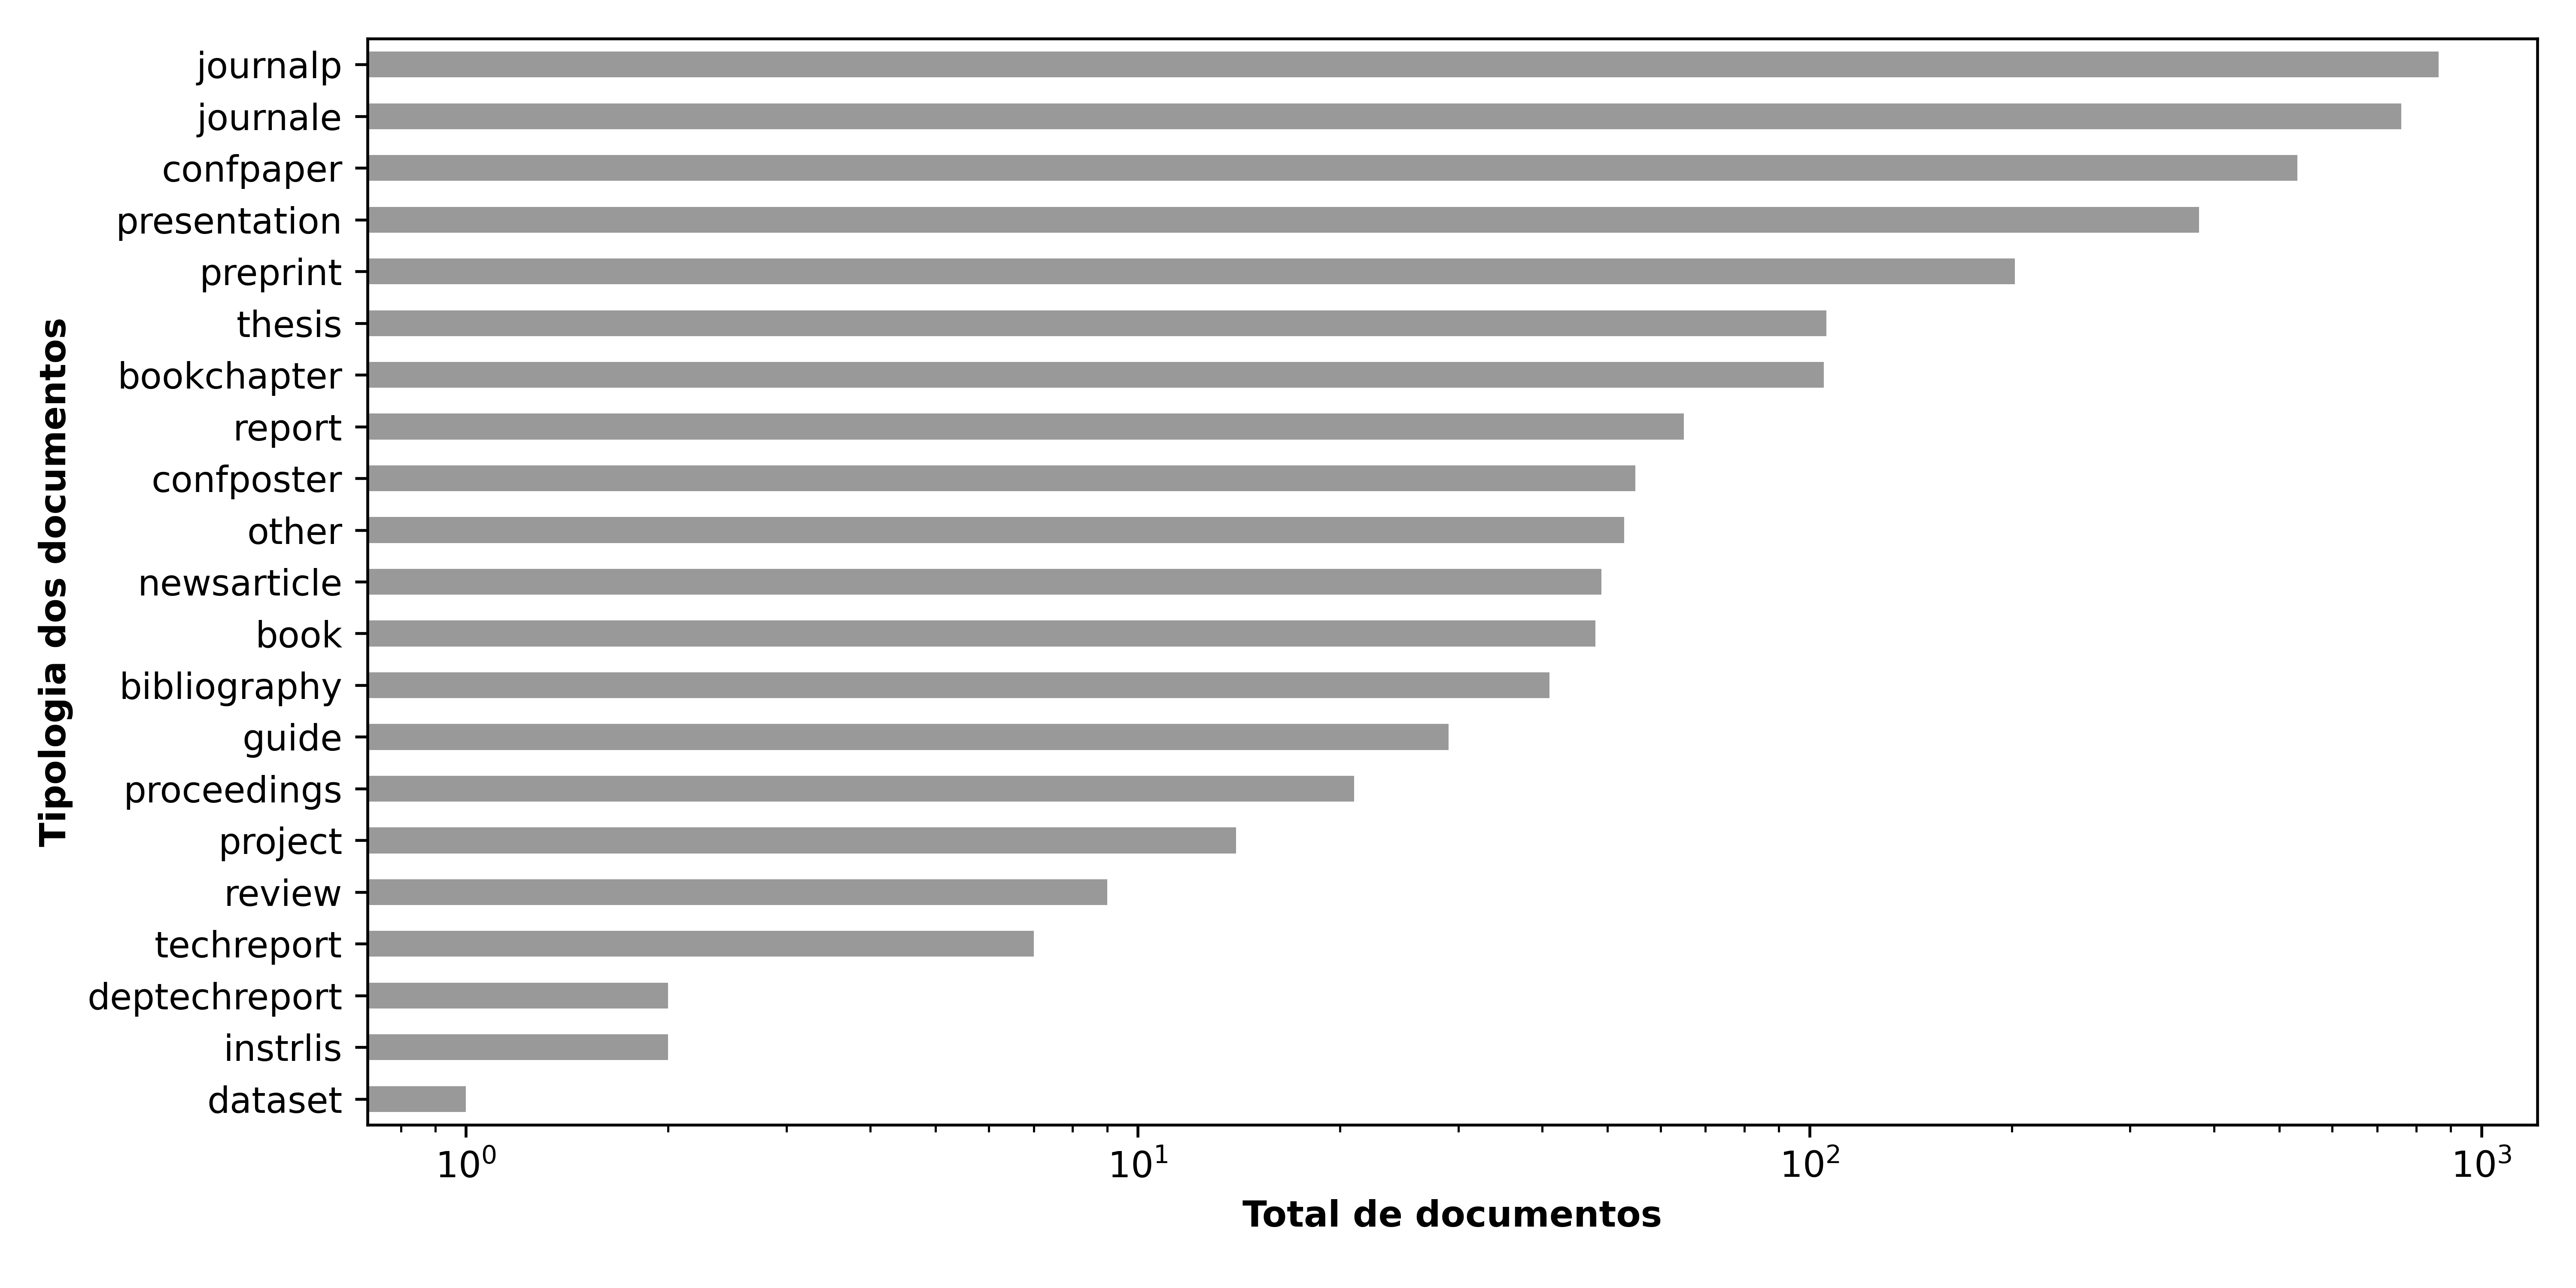 journalp
journale
confpaper
presentation
preprint
thesis
bookchapter
report
confposter
other
newsarticle
book
bibliography
guide
proceedings
project
review
techreport
deptechreport
instrlis
dataset
Tipologia dos documentos
10⁰ 10¹ 10² 10³
Total de documentos